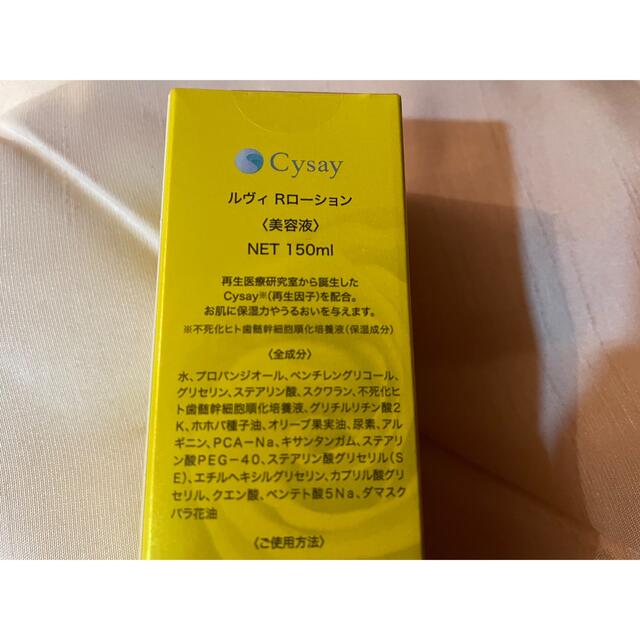 Cysay
ルヴィ Rローション
〈美容液〉
NET 150ml
再生医療研究室から誕生した
Cysay※(再生因子)を配合。
お肌に保湿力やうるおいを与えます。
※不死化ヒト歯髄幹細胞順化培養液(保湿成分)
〈全成分〉
水、プロパンジオール、ペンチレングリコール、
グリセリン、ステアリン酸、スクワラン、不死化ヒ
ト歯髄幹細胞順化培養液、グリチルリチン酸2
K、ホホバ種子油、オリーブ果実油、尿素、アル
ギニン、PCA-Na、キサンタンガム、ステアリ
ン酸PEG-40、ステアリン酸グリセリル(S
E)、エチルヘキシルグリセリン、カプリル酸グリ
セリル、クエン酸、ペンテト酸5Na、ダマスク
バラ花油
〈ご使用方法〉